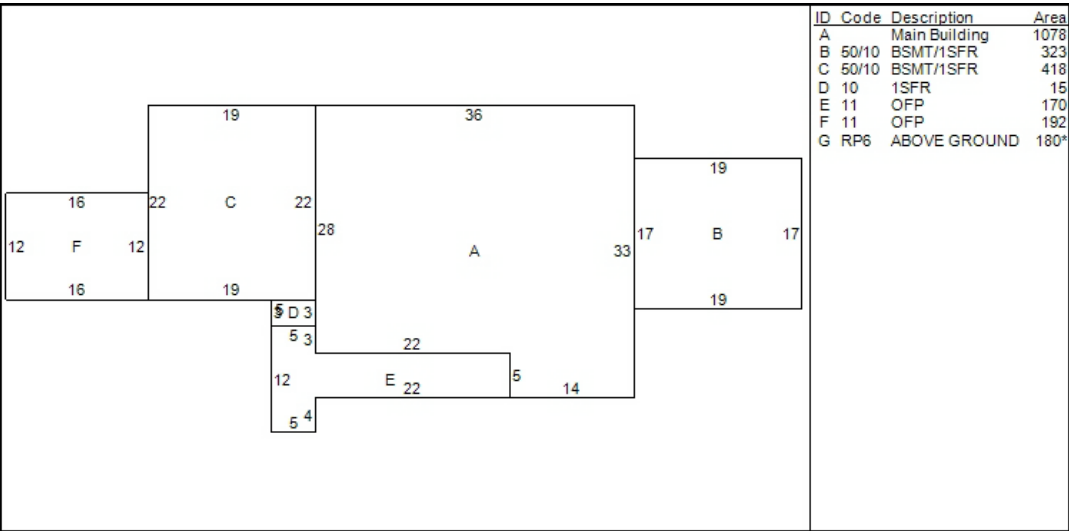 ID Code Description Area
A Main Building 1078
B 50/10 BSMT/1SFR 323
C 50/10 BSMT/1SFR 418
D 10 1SFR 15
E 11 OFP 170
F 11 OFP 192
G RP6 ABOVE GROUND 180*
19 36
19
16 22 C 22
28
12 F 12 A 33 17 B 17
16 19 19
D 3
5 3 22
12 E 22 5 14
5 4